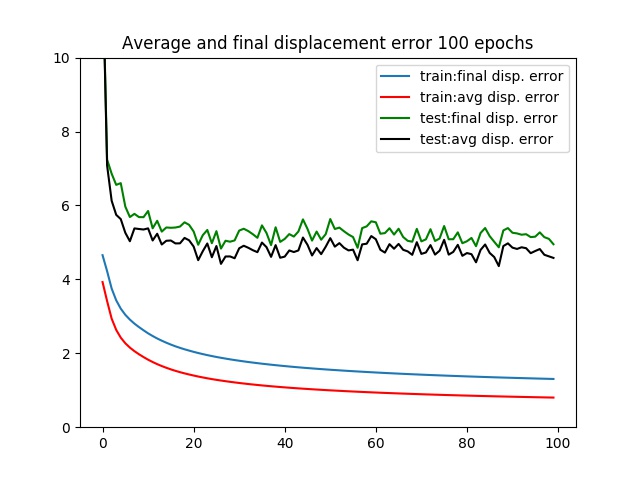 Average and final displacement error 100 epochs
train:final disp. error
train:avg disp. error
test:final disp. error
test:avg disp. error
10
8
6
4
2
0
0 20 40 60 80 100